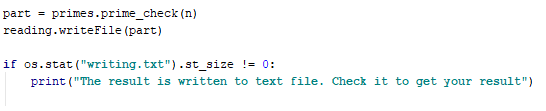 part = primes.prime_check(n)
reading.writeFile(part)
if os.stat("writing.txt").st_size != 0:
    print("The result is written to text file. Check it to get your result")